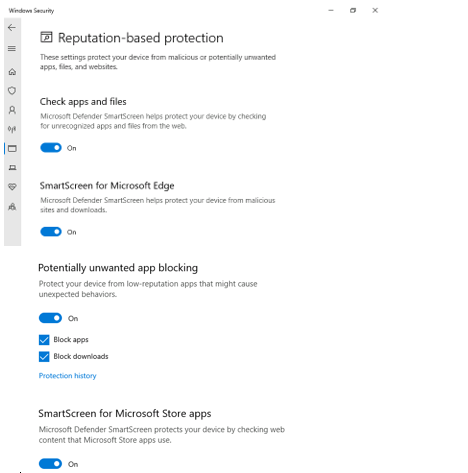 Windows Security
Reputation-based protection
These settings protect your device from malicious or potentially unwanted
apps, files, and websites.
Check apps and files
Microsoft Defender SmartScreen helps protect your device by checking
for unrecognized apps and files from the web.
On
SmartScreen for Microsoft Edge
Microsoft Defender SmartScreen helps protect your device from malicious
sites and downloads.
On
Potentially unwanted app blocking
Protect your device from low-reputation apps that might cause
unexpected behaviors.
On
Block apps
Block downloads
Protection history
SmartScreen for Microsoft Store apps
Microsoft Defender SmartScreen protects your device by checking web
content that Microsoft Store apps use.
On